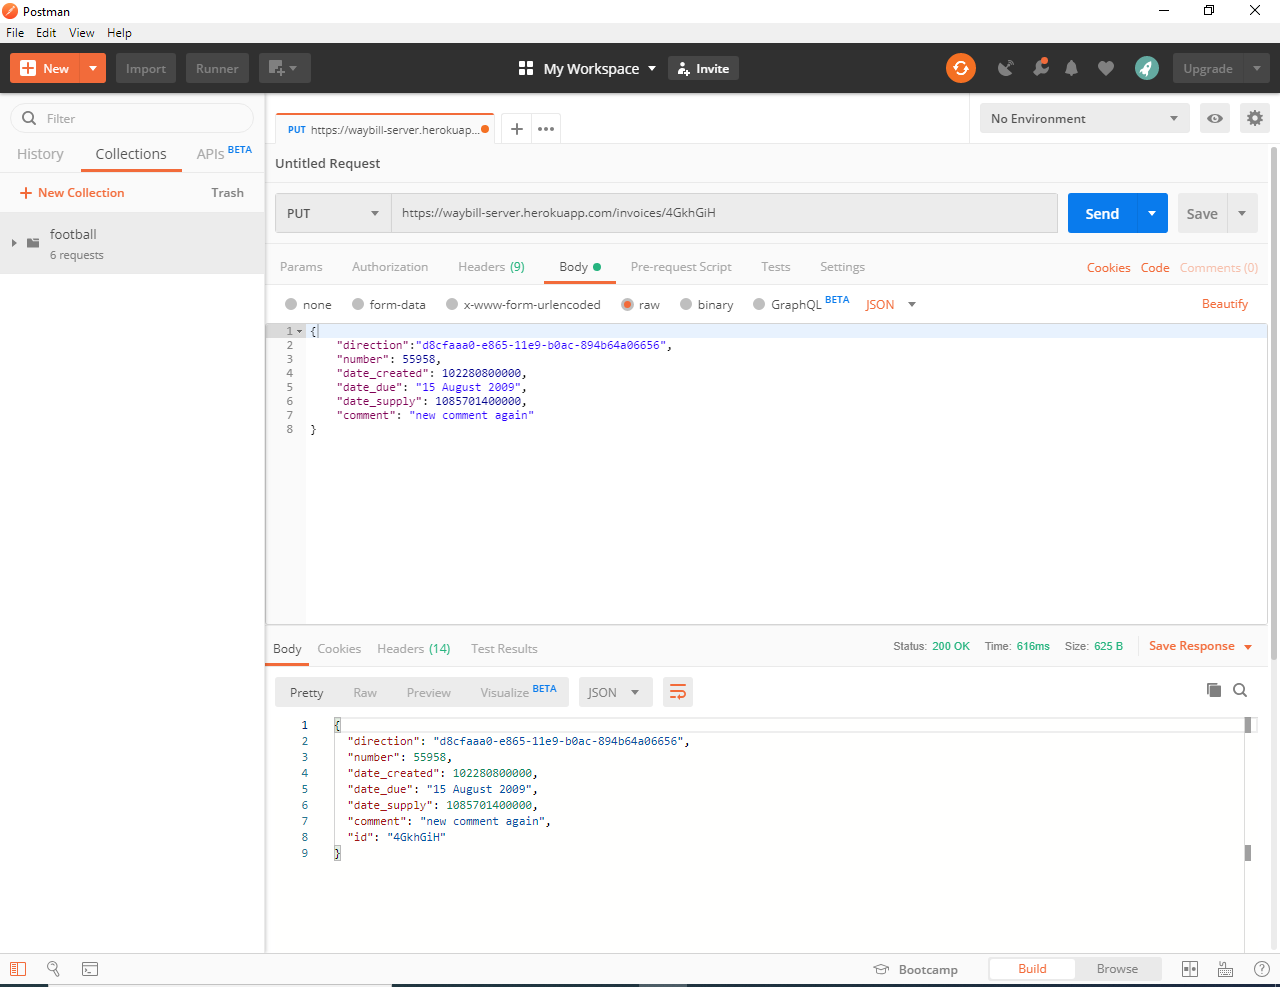 Postman
File Edit View Help
New Import Runner My Workspace Invite Upgrade
Filter
History Collections APIs BETA
New Collection Trash
football
6 requests
PUT https://waybill-server.herokuap... No Environment
Untitled Request
PUT https://waybill-server.herokuapp.com/invoices/4GkhGiH Send Save
Params Authorization Headers (9) Body Pre-request Script Tests Settings Cookies Code Comments (0)
none form-data x-www-form-urlencoded raw binary GraphQL BETA JSON Beautify
1 {
2 "direction":"d8cfaaa0-e865-11e9-b0ac-894b64a06656",
3 "number": 55958,
4 "date_created": 102280800000,
5 "date_due": "15 August 2009",
6 "date_supply": 1085701400000,
7 "comment": "new comment again"
8 }
Body Cookies Headers (14) Test Results Status: 200 OK Time: 616ms Size: 625 B Save Response
Pretty Raw Preview Visualize BETA JSON
1 {
2 "direction": "d8cfaaa0-e865-11e9-b0ac-894b64a06656",
3 "number": 55958,
4 "date_created": 102280800000,
5 "date_due": "15 August 2009",
6 "date_supply": 1085701400000,
7 "comment": "new comment again",
8 "id": "4GkhGiH"
9 }
Bootcamp Build Browse